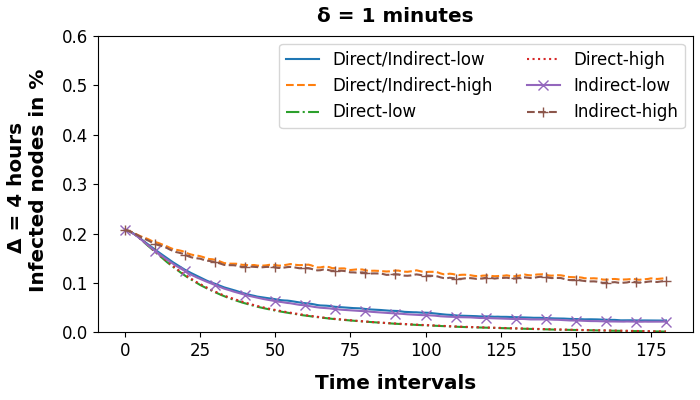 δ = 1 minutes
Δ = 4 hours
Infected nodes in %
0.6
0.5
0.4
0.3
0.2
0.1
0.0
Direct/Indirect-low
Direct/Indirect-high
Direct-low
Direct-high
Indirect-low
Indirect-high
0 25 50 75 100 125 150 175
Time intervals